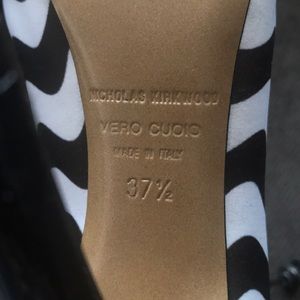 NICHOLAS KIRKWOOD
VERO CUOIO
MADE IN ITALY
37½